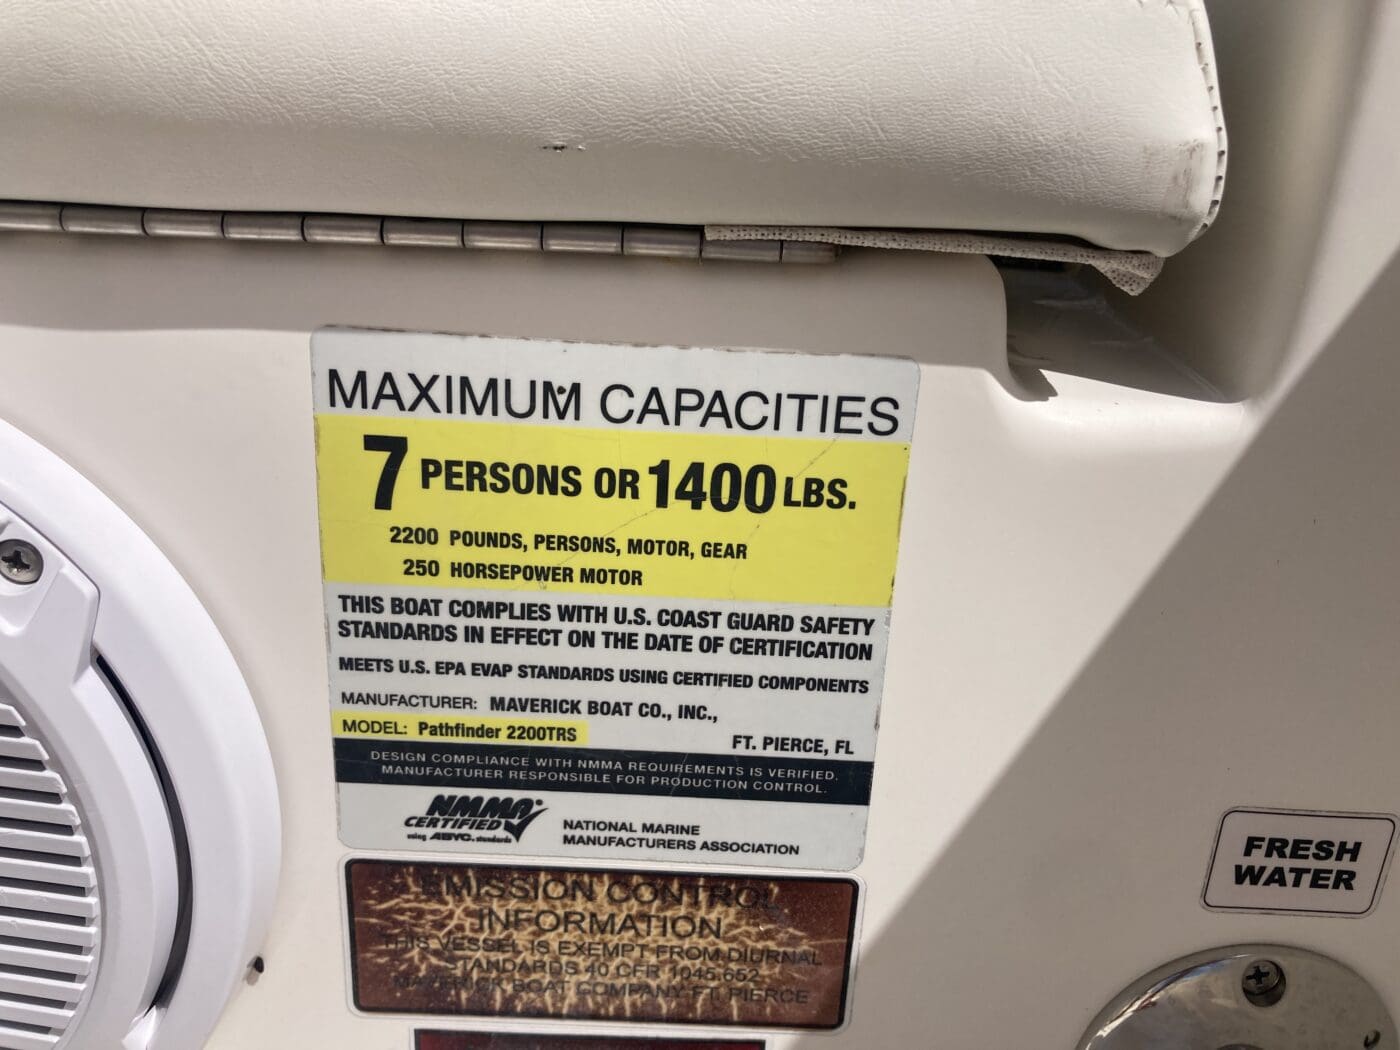 MAXIMUM CAPACITIES
7 PERSONS OR 1400 LBS.
2200 POUNDS, PERSONS, MOTOR, GEAR
250 HORSEPOWER MOTOR
THIS BOAT COMPLIES WITH U.S. COAST GUARD SAFETY
STANDARDS IN EFFECT ON THE DATE OF CERTIFICATION
MEETS U.S. EPA EVAP STANDARDS USING CERTIFIED COMPONENTS
MANUFACTURER: MAVERICK BOAT CO., INC.,
MODEL: Pathfinder 2200TRS
FT. PIERCE, FL
DESIGN COMPLIANCE WITH NMMA REQUIREMENTS IS VERIFIED.
MANUFACTURER RESPONSIBLE FOR PRODUCTION CONTROL.
NMMA
CERTIFIED
using ABYC. standards
NATIONAL MARINE
MANUFACTURERS ASSOCIATION
EMISSION CONTROL
INFORMATION
THIS VESSEL IS EXEMPT FROM DIURNAL
STANDARDS 40 CFR 1045.652
MAVERICK BOAT COMPANY FT. PIERCE
FRESH
WATER